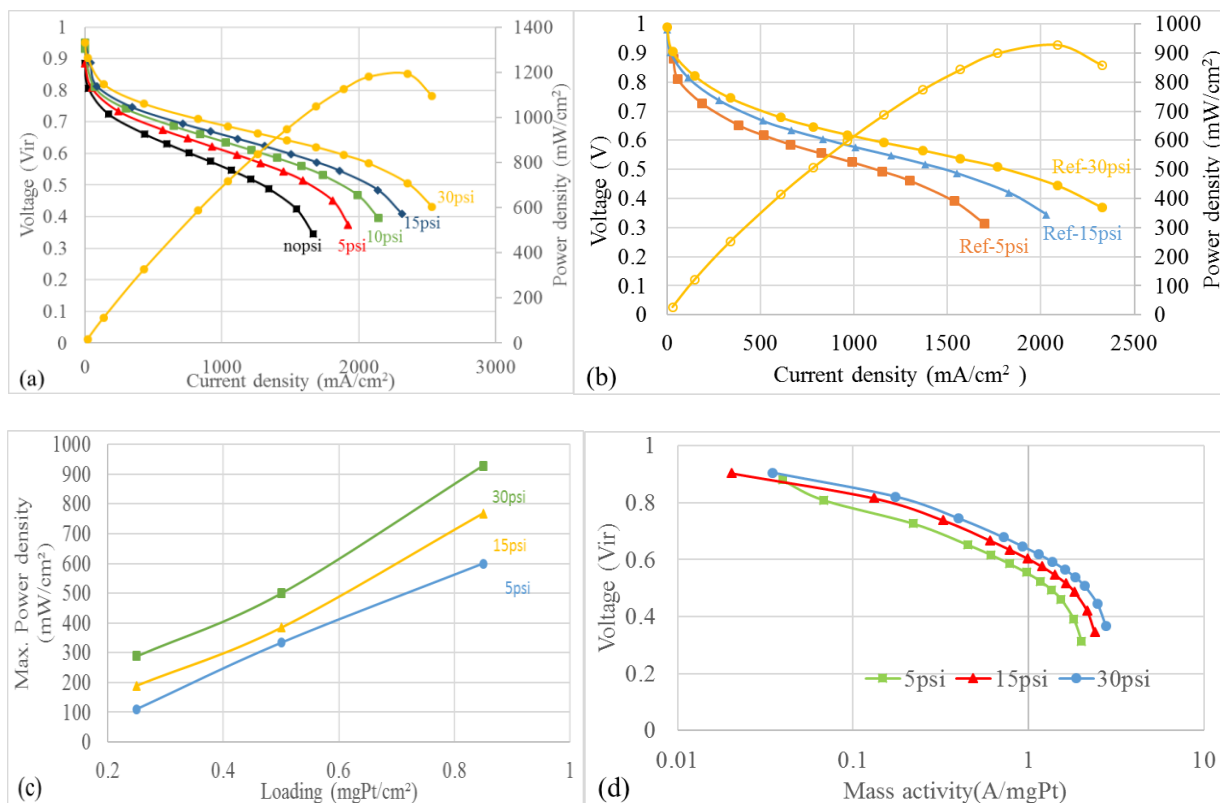 Voltage (Vir)
1
0.9
0.8
0.7
0.6
0.5
0.4
0.3
0.2
0.1
0
1400
1200
1000
800
600
400
200
0
Power density (mW/cm²)
30psi
15psi
10psi
5psi
nopsi
0
1000
2000
3000
(a)
Current density (mA/cm²)
Voltage (V)
1
0.9
0.8
0.7
0.6
0.5
0.4
0.3
0.2
0.1
0
1000
900
800
700
600
500
400
300
200
100
0
Power density (mW/cm²)
Ref-30psi
Ref-15psi
Ref-5psi
0
500
1000
1500
2000
2500
(b)
Current density (mA/cm² )
Max. Power density
(mW/cm²)
1000
900
800
700
600
500
400
300
200
100
0
30psi
15psi
5psi
0.2
0.4
0.6
0.8
1
(c)
Loading (mgPt/cm²)
Voltage (Vir)
1
0.8
0.6
0.4
0.2
0
5psi
15psi
30psi
0.01
0.1
1
10
(d)
Mass activity(A/mgPt)